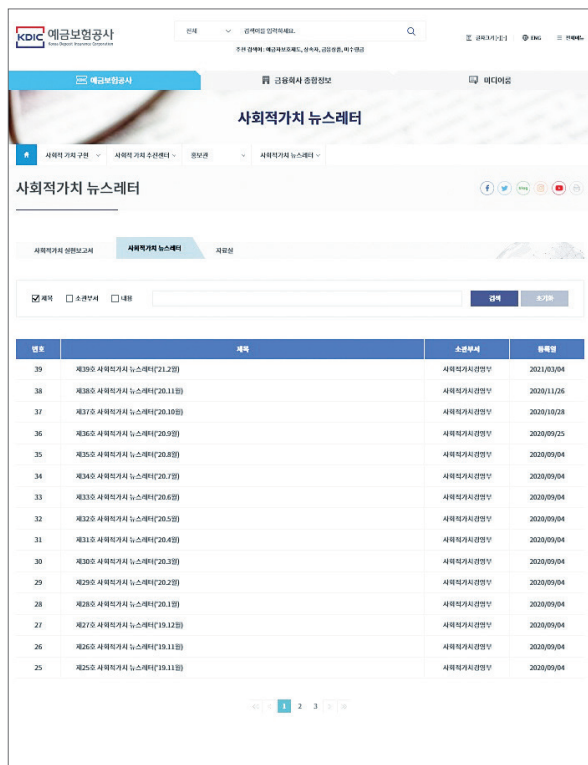 KDIC 예금보험공사
Korea Deposit Insurance Corporation
전체 검색어를 입력하세요.
추천 검색어: 예금자보호제도, 상속자, 금융상품, 미수령금
글자크기 [+] [-] ENG 전체메뉴
예금보험공사 금융회사 종합정보 미디어룸
사회적가치 뉴스레터
사회적 가치 구현 사회적 가치 추진센터 홍보관 사회적가치 뉴스레터
사회적가치 뉴스레터
사회적가치 실현보고서 사회적가치 뉴스레터 자료실
제목 소관부서 내용 검색 초기화
번호 제목 소관부서 등록일
39 제39호 사회적가치 뉴스레터('21.2월) 사회적가치경영부 2021/03/04
38 제38호 사회적가치 뉴스레터('20.11월) 사회적가치경영부 2020/11/26
37 제37호 사회적가치 뉴스레터('20.10월) 사회적가치경영부 2020/10/28
36 제36호 사회적가치 뉴스레터('20.9월) 사회적가치경영부 2020/09/25
35 제35호 사회적가치 뉴스레터('20.8월) 사회적가치경영부 2020/09/04
34 제34호 사회적가치 뉴스레터('20.7월) 사회적가치경영부 2020/09/04
33 제33호 사회적가치 뉴스레터('20.6월) 사회적가치경영부 2020/09/04
32 제32호 사회적가치 뉴스레터('20.5월) 사회적가치경영부 2020/09/04
31 제31호 사회적가치 뉴스레터('20.4월) 사회적가치경영부 2020/09/04
30 제30호 사회적가치 뉴스레터('20.3월) 사회적가치경영부 2020/09/04
29 제29호 사회적가치 뉴스레터('20.2월) 사회적가치경영부 2020/09/04
28 제28호 사회적가치 뉴스레터('20.1월) 사회적가치경영부 2020/09/04
27 제27호 사회적가치 뉴스레터('19.12월) 사회적가치경영부 2020/09/04
26 제26호 사회적가치 뉴스레터('19.11월) 사회적가치경영부 2020/09/04
25 제25호 사회적가치 뉴스레터('19.11월) 사회적가치경영부 2020/09/04
1 2 3